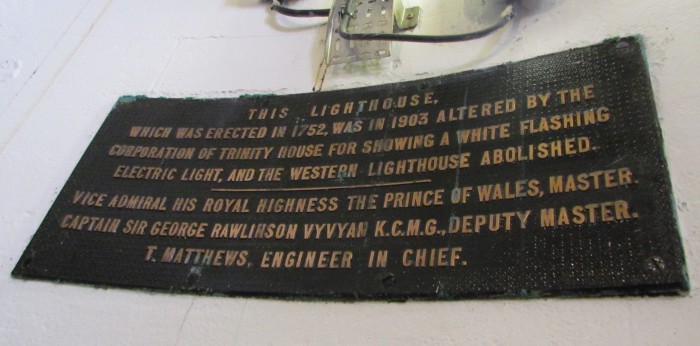 THIS LIGHTHOUSE,
WHICH WAS ERECTED IN 1752, WAS IN 1903 ALTERED BY THE
CORPORATION OF TRINITY HOUSE FOR SHOWING A WHITE FLASHING
ELECTRIC LIGHT, AND THE WESTERN LIGHTHOUSE ABOLISHED.
VICE ADMIRAL HIS ROYAL HIGHNESS THE PRINCE OF WALES, MASTER.
CAPTAIN SIR GEORGE RAWLINSON VYVYAN K.C.M.G., DEPUTY MASTER.
T. MATTHEWS, ENGINEER IN CHIEF.